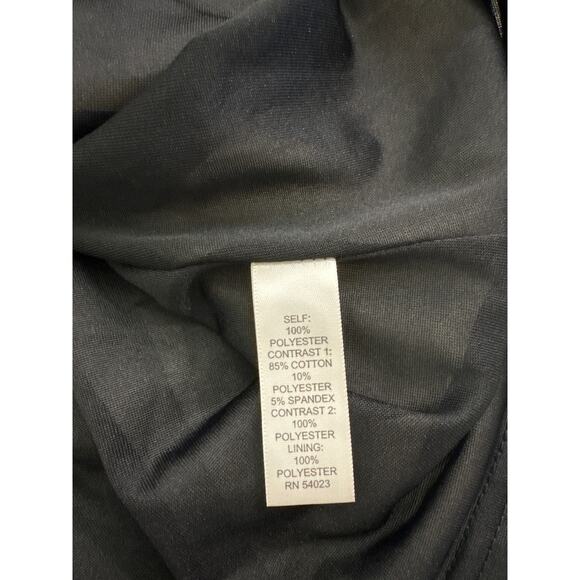 SELF:
100%
POLYESTER
CONTRAST 1:
85% COTTON
10%
POLYESTER
5% SPANDEX
CONTRAST 2:
100%
POLYESTER
LINING:
100%
POLYESTER
RN 54023